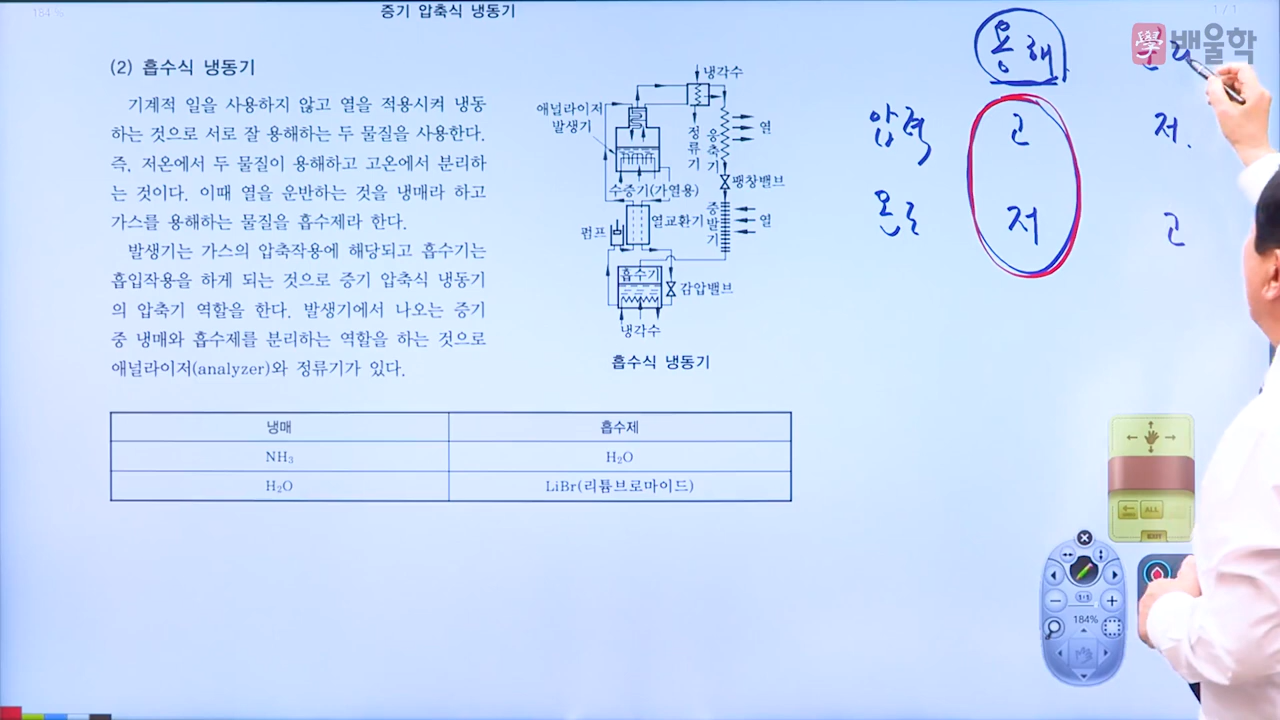 184 %
1 / 1
증기 압축식 냉동기
學 배울학
(2) 흡수식 냉동기
기계적 일을 사용하지 않고 열을 적용시켜 냉동
하는 것으로 서로 잘 용해하는 두 물질을 사용한다.
즉, 저온에서 두 물질이 용해하고 고온에서 분리하
는 것이다. 이때 열을 운반하는 것을 냉매라 하고
가스를 용해하는 물질을 흡수제라 한다.
발생기는 가스의 압축작용에 해당되고 흡수기는
흡입작용을 하게 되는 것으로 증기 압축식 냉동기
의 압축기 역할을 한다. 발생기에서 나오는 증기
중 냉매와 흡수제를 분리하는 역할을 하는 것으로
애널라이저(analyzer)와 정류기가 있다.
냉각수
애널라이저
발생기
정류기
응축기
열
수증기(가열용)
팽창밸브
펌프
열교환기
증발기
열
흡수기
감압밸브
냉각수
흡수식 냉동기
냉매
흡수제
NH₃
H₂O
H₂O
LiBr(리튬브로마이드)
용해
압력 고 저.
온도 저 고
ALL
EXIT
1:1
184%